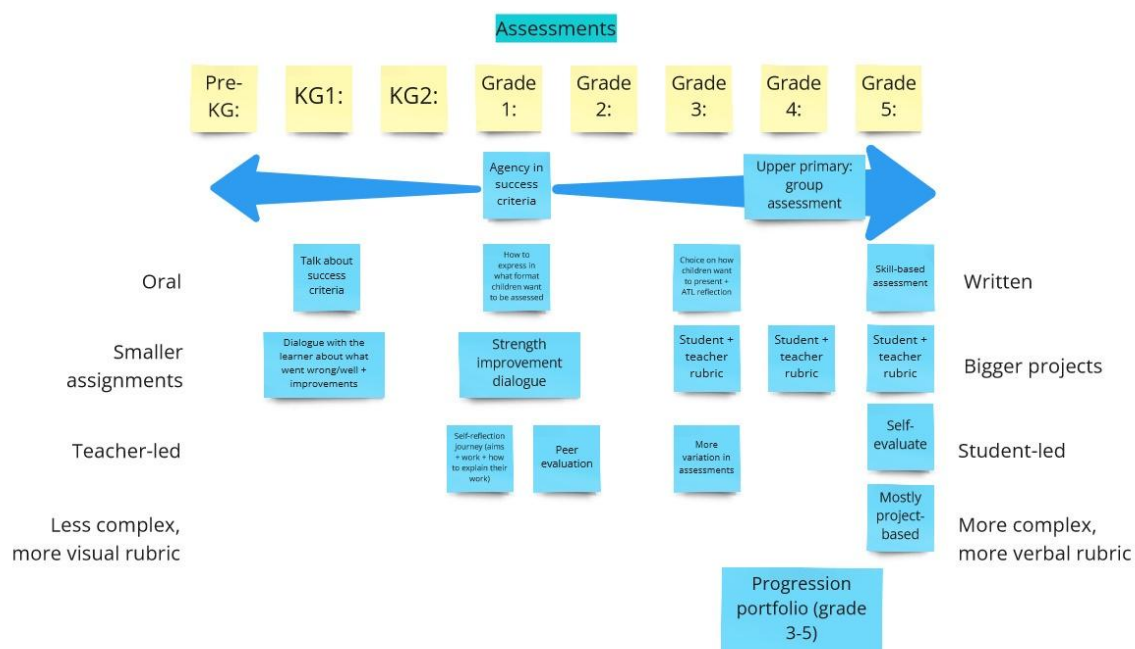 Assessments
Pre-
KG:
KG1:
KG2:
Grade
1:
Grade
2:
Grade
3:
Grade
4:
Grade
5:
Agency in
success
criteria
Upper primary:
group
assessment
Oral
Talk about
success
criteria
How to
express in
what format
children want
to be assessed
Choice on how
children want
to present +
ATL reflection
Skill-based
assessment
Written
Smaller
assignments
Dialogue with the
learner about what
went wrong/well +
improvements
Strength
improvement
dialogue
Student +
teacher
rubric
Student +
teacher
rubric
Student +
teacher
rubric
Bigger projects
Teacher-led
Self-reflection
journey (aims
+ work + how
to explain their
work)
Peer
evaluation
More
variation in
assessments
Self-
evaluate
Student-led
Less complex,
more visual rubric
Mostly
project-
based
More complex,
more verbal rubric
Progression
portfolio (grade
3-5)